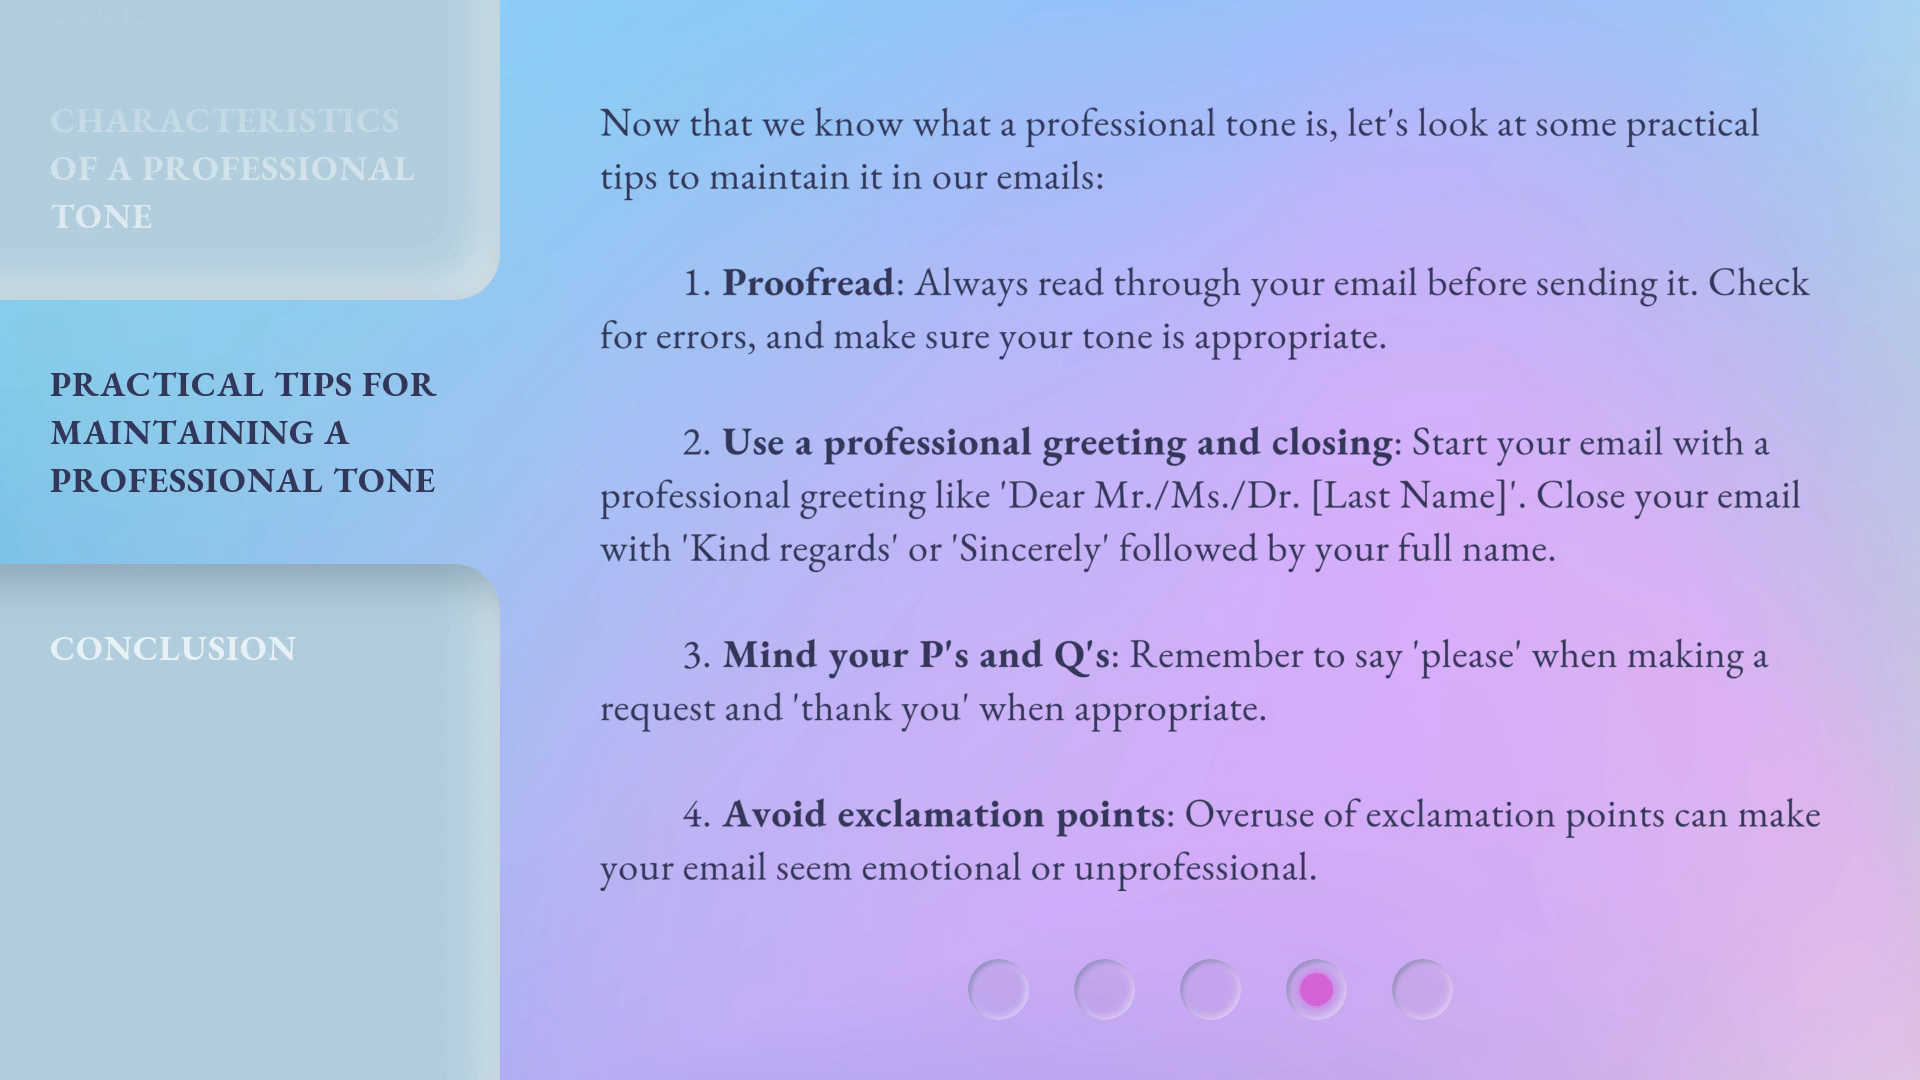 CHARACTERISTICS
OF A PROFESSIONAL
TONE
PRACTICAL TIPS FOR
MAINTAINING A
PROFESSIONAL TONE
CONCLUSION
Now that we know what a professional tone is, let's look at some practical
tips to maintain it in our emails:
1. Proofread: Always read through your email before sending it. Check
for errors, and make sure your tone is appropriate.
2. Use a professional greeting and closing: Start your email with a
professional greeting like 'Dear Mr./Ms./Dr. [Last Name]'. Close your email
with 'Kind regards' or 'Sincerely' followed by your full name.
3. Mind your P's and Q's: Remember to say 'please' when making a
request and 'thank you' when appropriate.
4. Avoid exclamation points: Overuse of exclamation points can make
your email seem emotional or unprofessional.